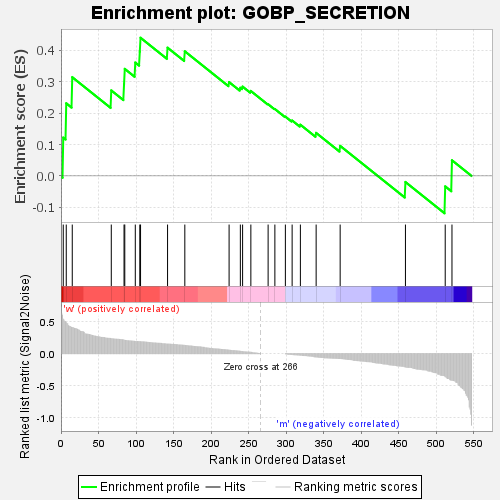 Enrichment plot: GOBP_SECRETION
Enrichment score (ES)
0.4
0.3
0.2
0.1
0.0
-0.1
'w' (positively correlated)
Ranked list metric (Signal2Noise)
0.5
0.0
-0.5
-1.0
Zero cross at 266
'm' (negatively correlated)
0 50 100 150 200 250 300 350 400 450 500 550
Rank in Ordered Dataset
Enrichment profile Hits Ranking metric scores